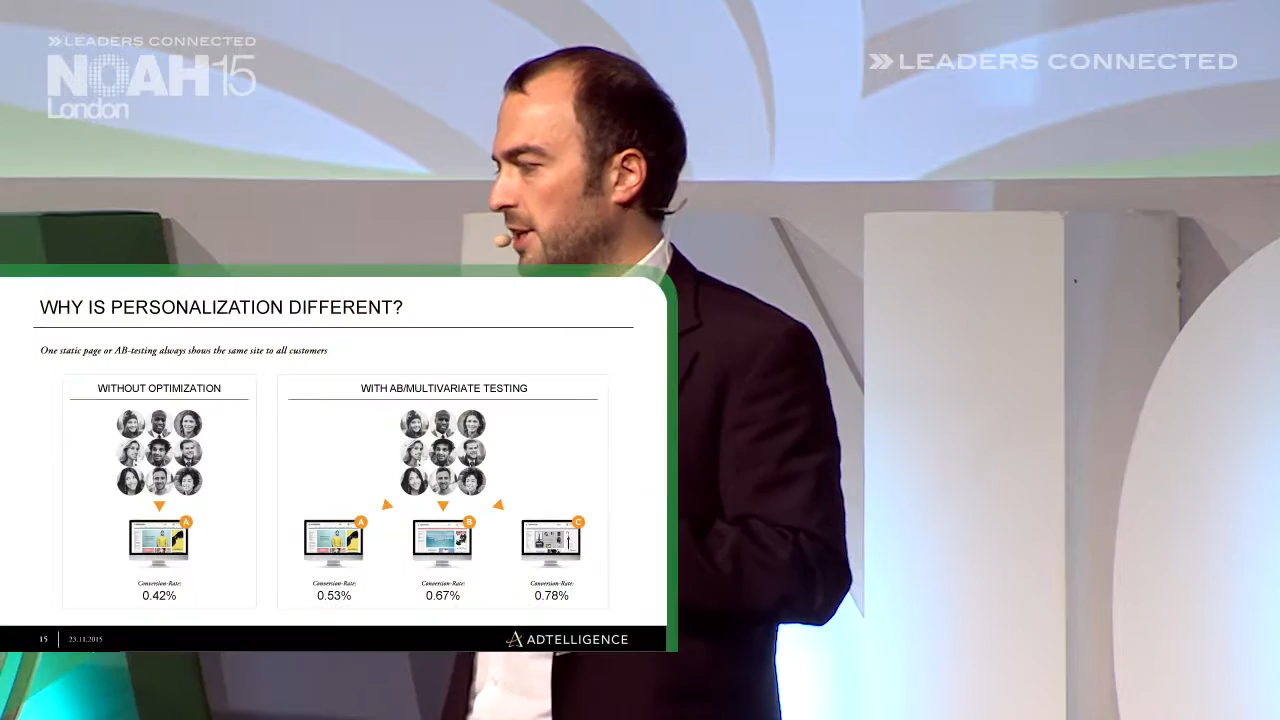 LEADERS CONNECTED
NOAH15
London
LEADERS CONNECTED
WHY IS PERSONALIZATION DIFFERENT?
One static page or AB-testing always shows the same site to all customers
WITHOUT OPTIMIZATION
WITH AB/MULTIVARIATE TESTING
A
A
B
C
Conversion-Rate:
Conversion-Rate:
Conversion-Rate:
Conversion-Rate:
0.42%
0.53%
0.67%
0.78%
15
23.11.2015
ADTELLIGENCE